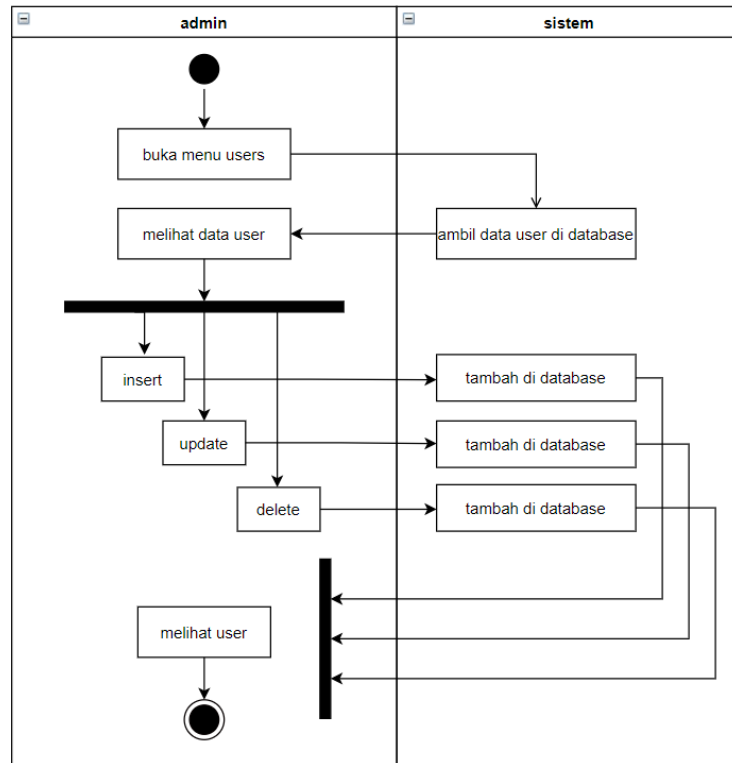 admin
sistem
buka menu users
melihat data user
ambil data user di database
insert
tambah di database
update
tambah di database
delete
tambah di database
melihat user